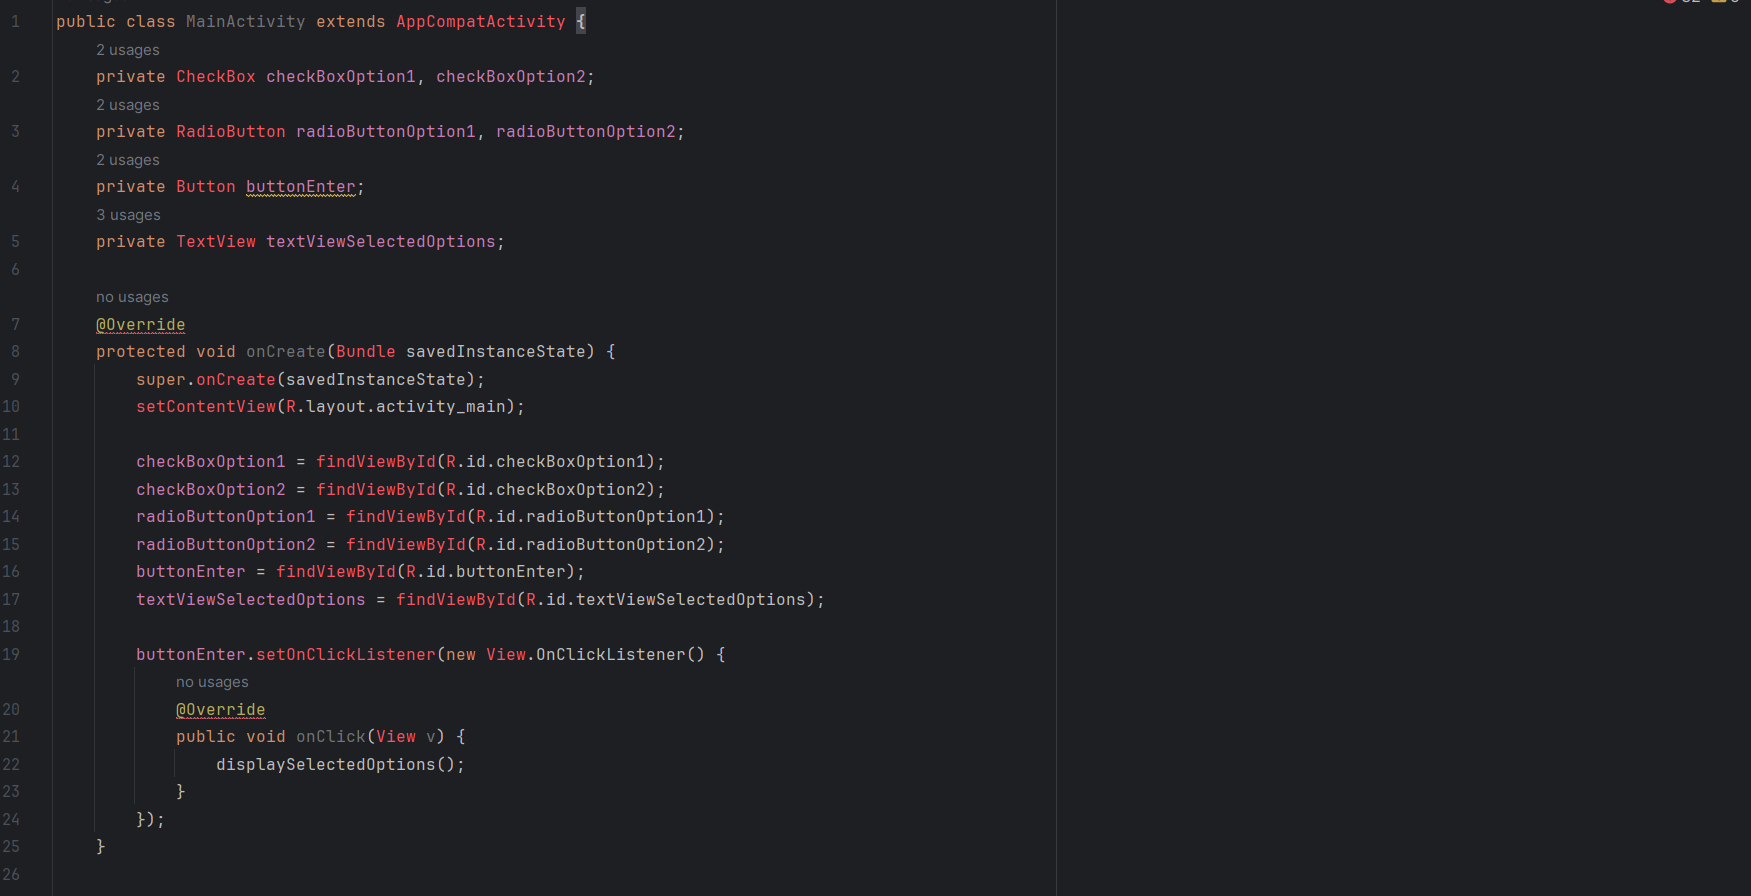 1 public class MainActivity extends AppCompatActivity {
2 usages
2 private CheckBox checkBoxOption1, checkBoxOption2;
2 usages
3 private RadioButton radioButtonOption1, radioButtonOption2;
2 usages
4 private Button buttonEnter;
3 usages
5 private TextView textViewSelectedOptions;
6
no usages
7 @Override
8 protected void onCreate(Bundle savedInstanceState) {
9 super.onCreate(savedInstanceState);
10 setContentView(R.layout.activity_main);
11
12 checkBoxOption1 = findViewById(R.id.checkBoxOption1);
13 checkBoxOption2 = findViewById(R.id.checkBoxOption2);
14 radioButtonOption1 = findViewById(R.id.radioButtonOption1);
15 radioButtonOption2 = findViewById(R.id.radioButtonOption2);
16 buttonEnter = findViewById(R.id.buttonEnter);
17 textViewSelectedOptions = findViewById(R.id.textViewSelectedOptions);
18
19 buttonEnter.setOnClickListener(new View.OnClickListener() {
no usages
20 @Override
21 public void onClick(View v) {
22 displaySelectedOptions();
23 }
24 });
25 }
26